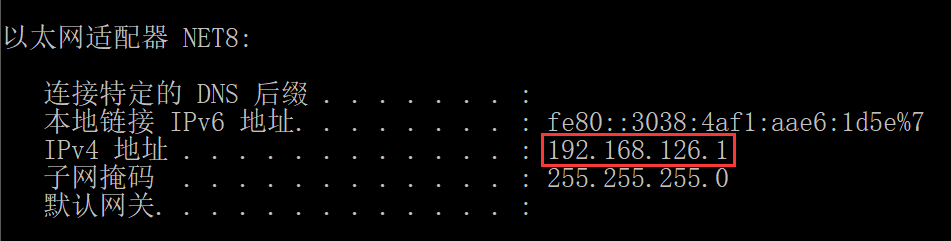 以太网适配器 NET8:
连接特定的 DNS 后缀 . . . . . . . :
本地链接 IPv6 地址. . . . . . . . : fe80::3038:4af1:aae6:1d5e%7
IPv4 地址 . . . . . . . . . . . . : 192.168.126.1
子网掩码  . . . . . . . . . . . . : 255.255.255.0
默认网关. . . . . . . . . . . . . :